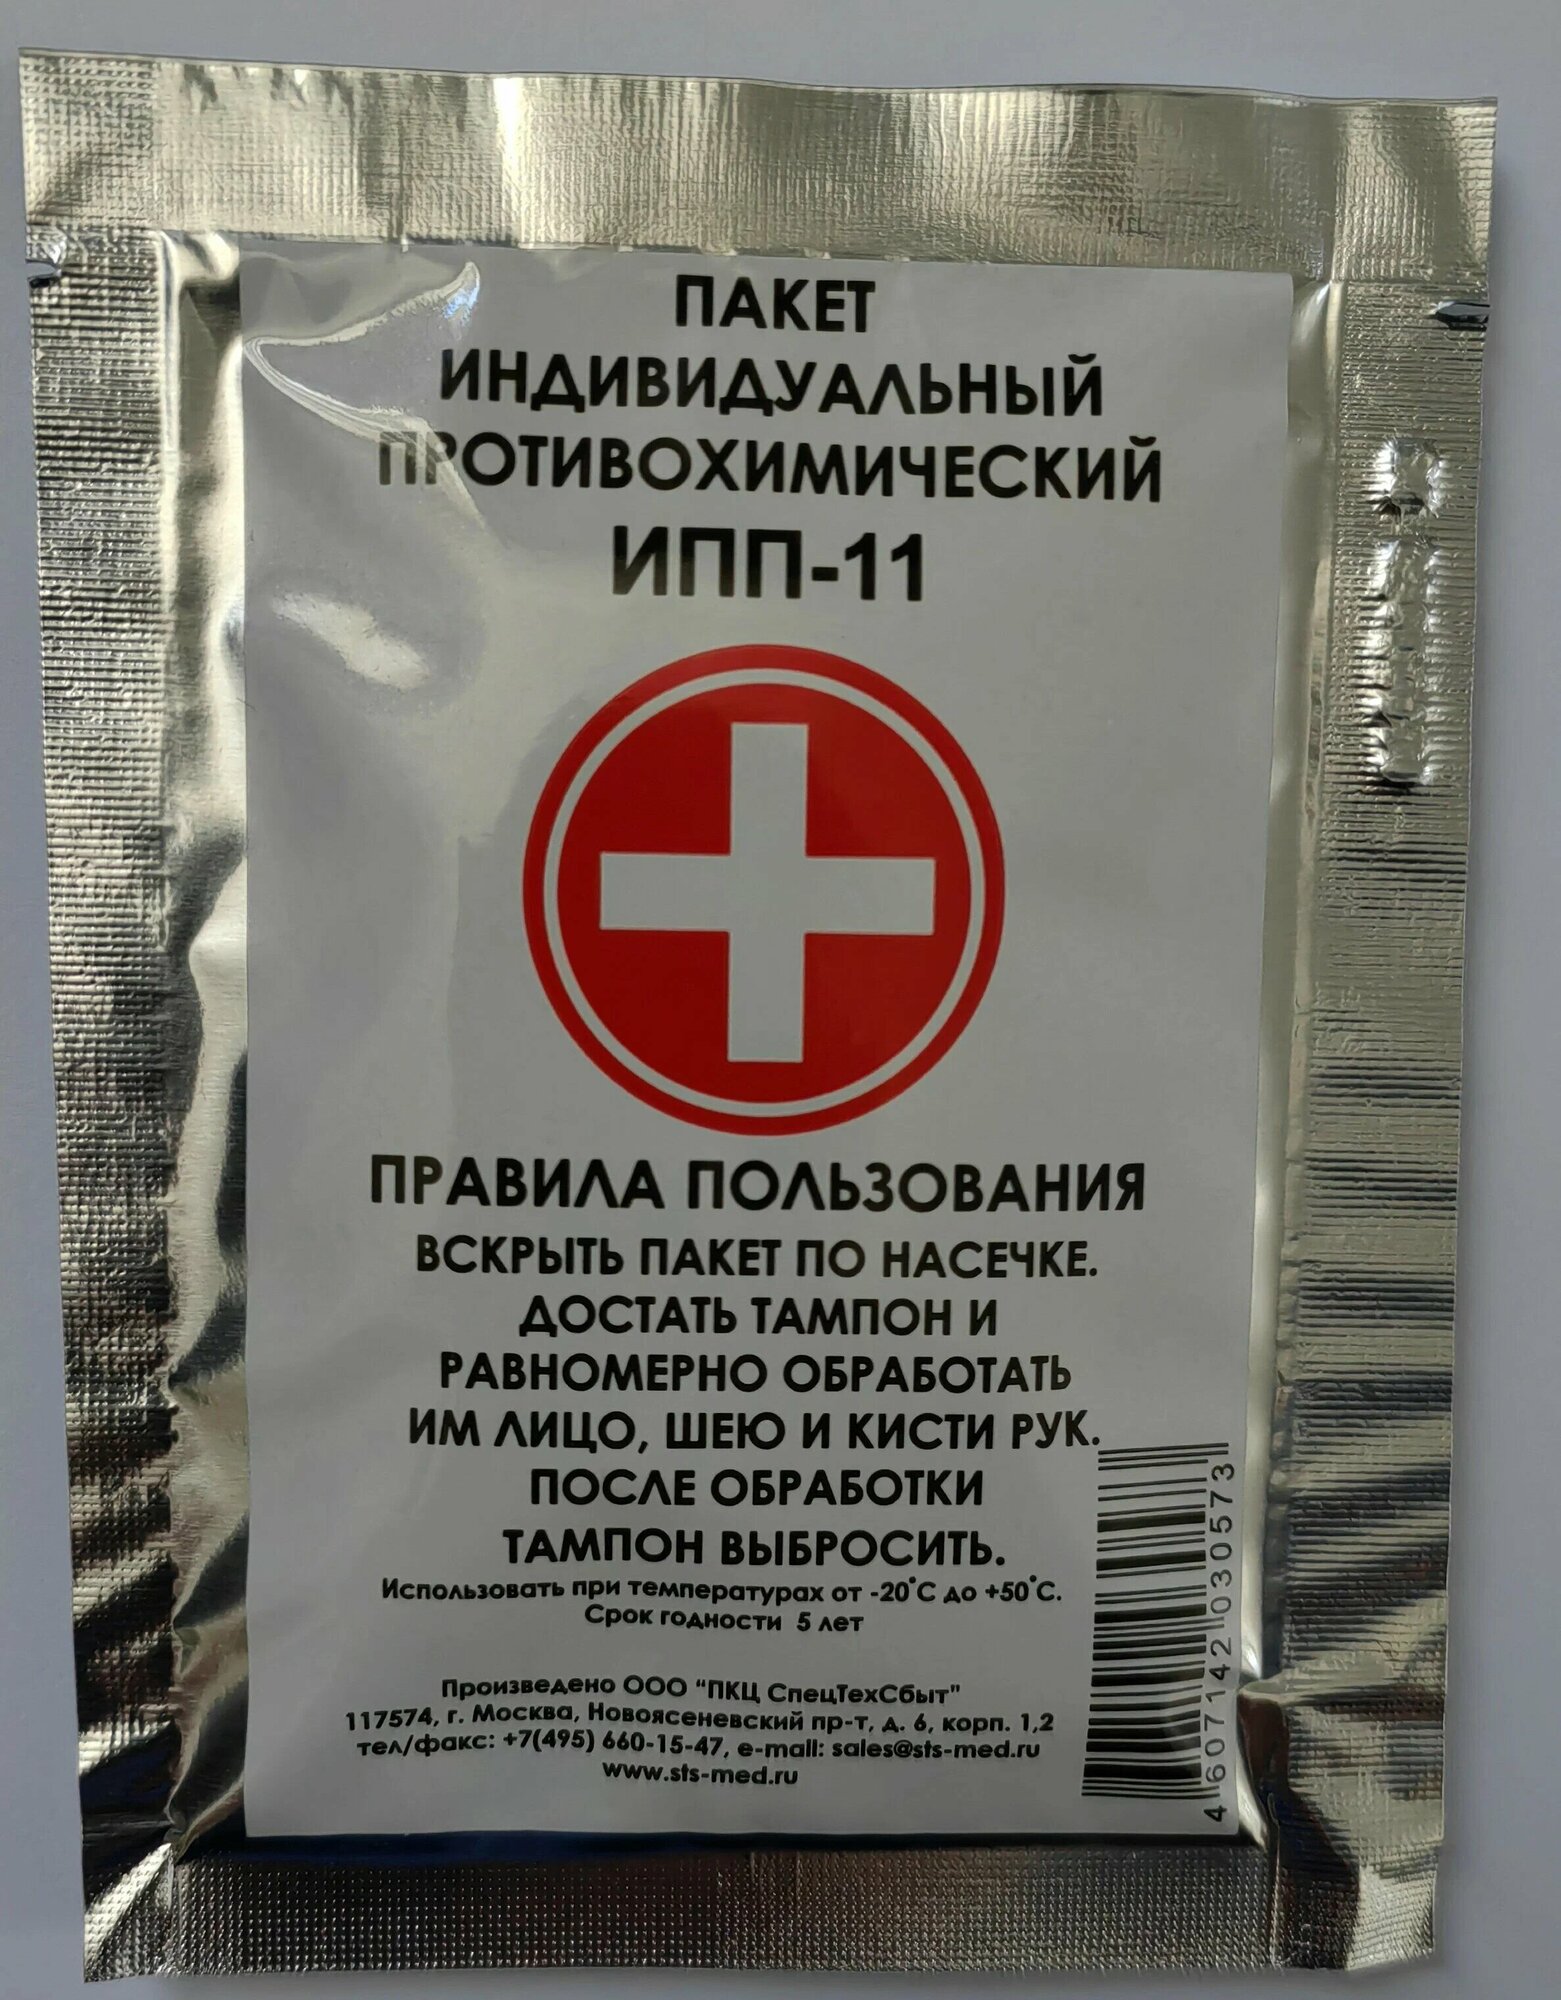 ПАКЕТ
ИНДИВИДУАЛЬНЫЙ
ПРОТИВОХИМИЧЕСКИЙ
ИПП-11
ПРАВИЛА ПОЛЬЗОВАНИЯ
ВСКРЫТЬ ПАКЕТ ПО НАСЕЧКЕ.
ДОСТАТЬ ТАМПОН И
РАВНОМЕРНО ОБРАБОТАТЬ
ИМ ЛИЦО, ШЕЮ И КИСТИ РУК.
ПОСЛЕ ОБРАБОТКИ
ТАМПОН ВЫБРОСИТЬ.
Использовать при температурах от -20˚С до +50˚С.
Срок годности 5 лет
Произведено ООО "ПКЦ СпецТехСбыт"
117574, г. Москва, Новоясеневский пр-т, д. 6, корп. 1,2
тел/факс: +7(495) 660-15-47, e-mail: sales@sts-med.ru
www.sts-med.ru
4 607142 030573